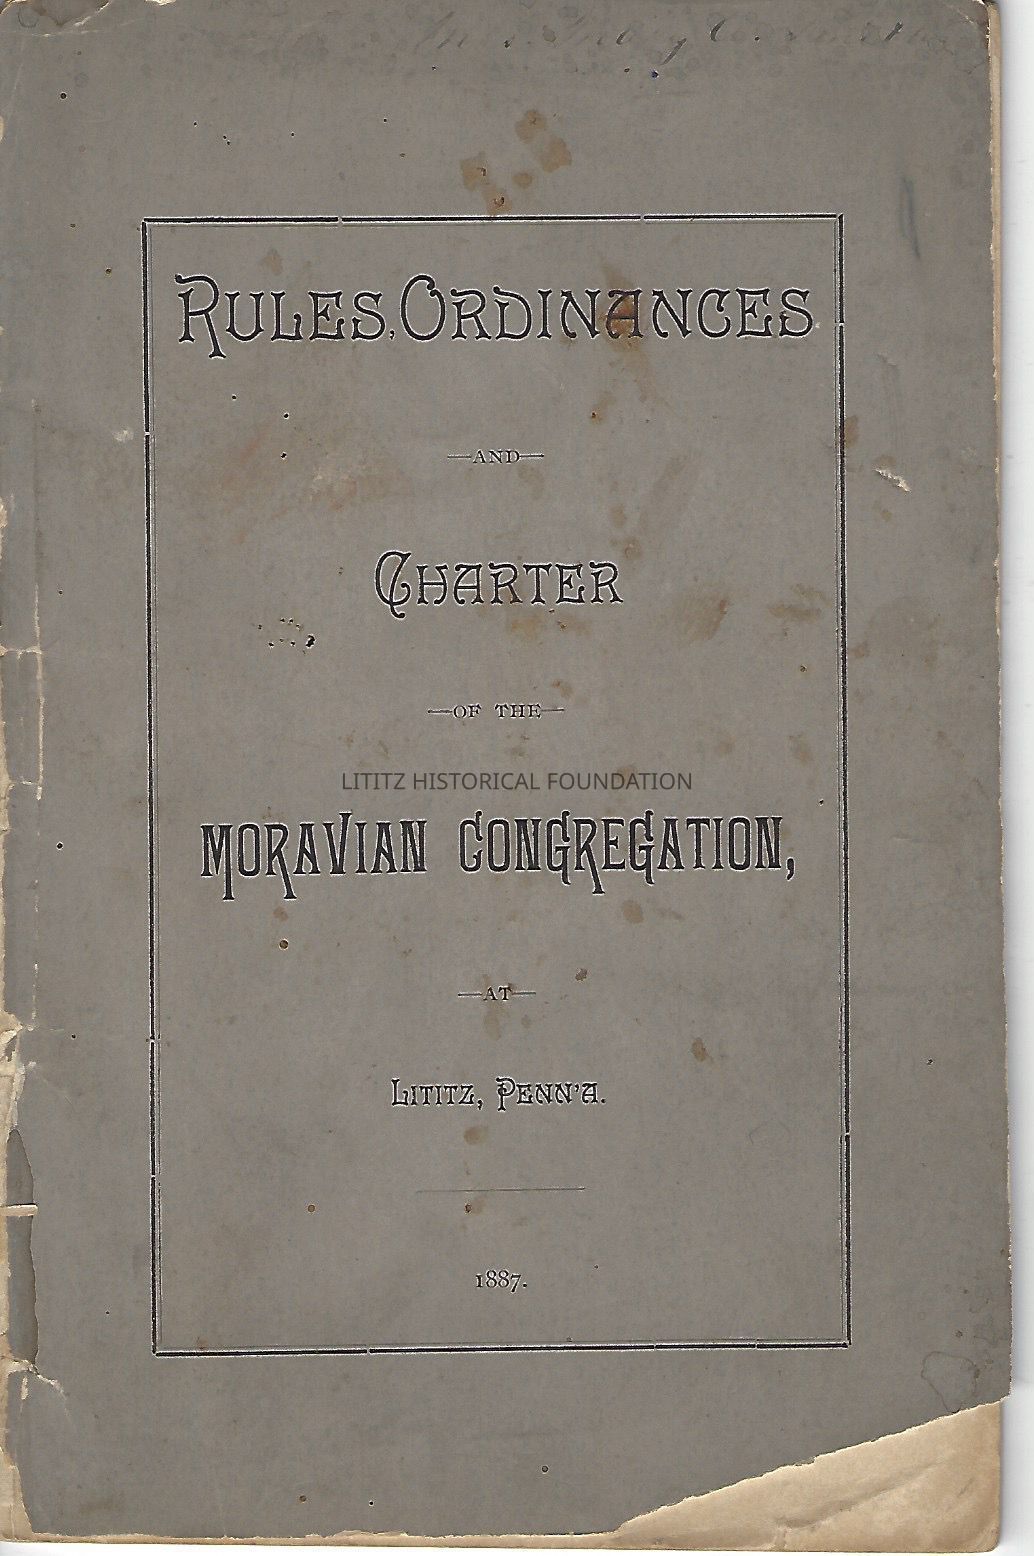 RULES, ORDINANCES
—AND—
CHARTER
—OF THE—
LITITZ HISTORICAL FOUNDATION
MORAVIAN CONGREGATION,
—AT—
LITITZ, PENN'A.
1887.